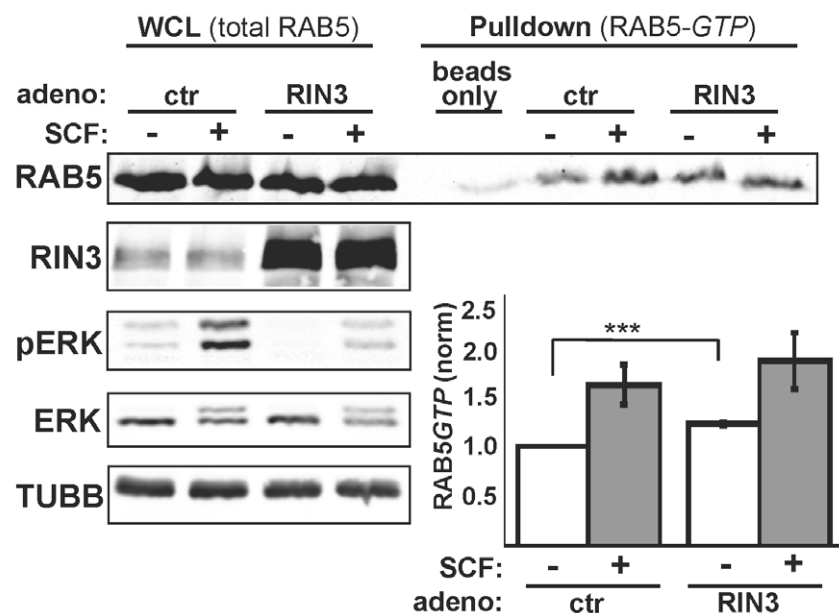 WCL (total RAB5) Pulldown (RAB5-GTP)
beads only
adeno: ctr RIN3 ctr RIN3
SCF: - + - + - + - +
RAB5
RIN3
pERK
ERK
TUBB
RAB5GTP (norm)
2.5
2.0
1.5
1.0
0.5
***
SCF: - + - +
adeno: ctr RIN3